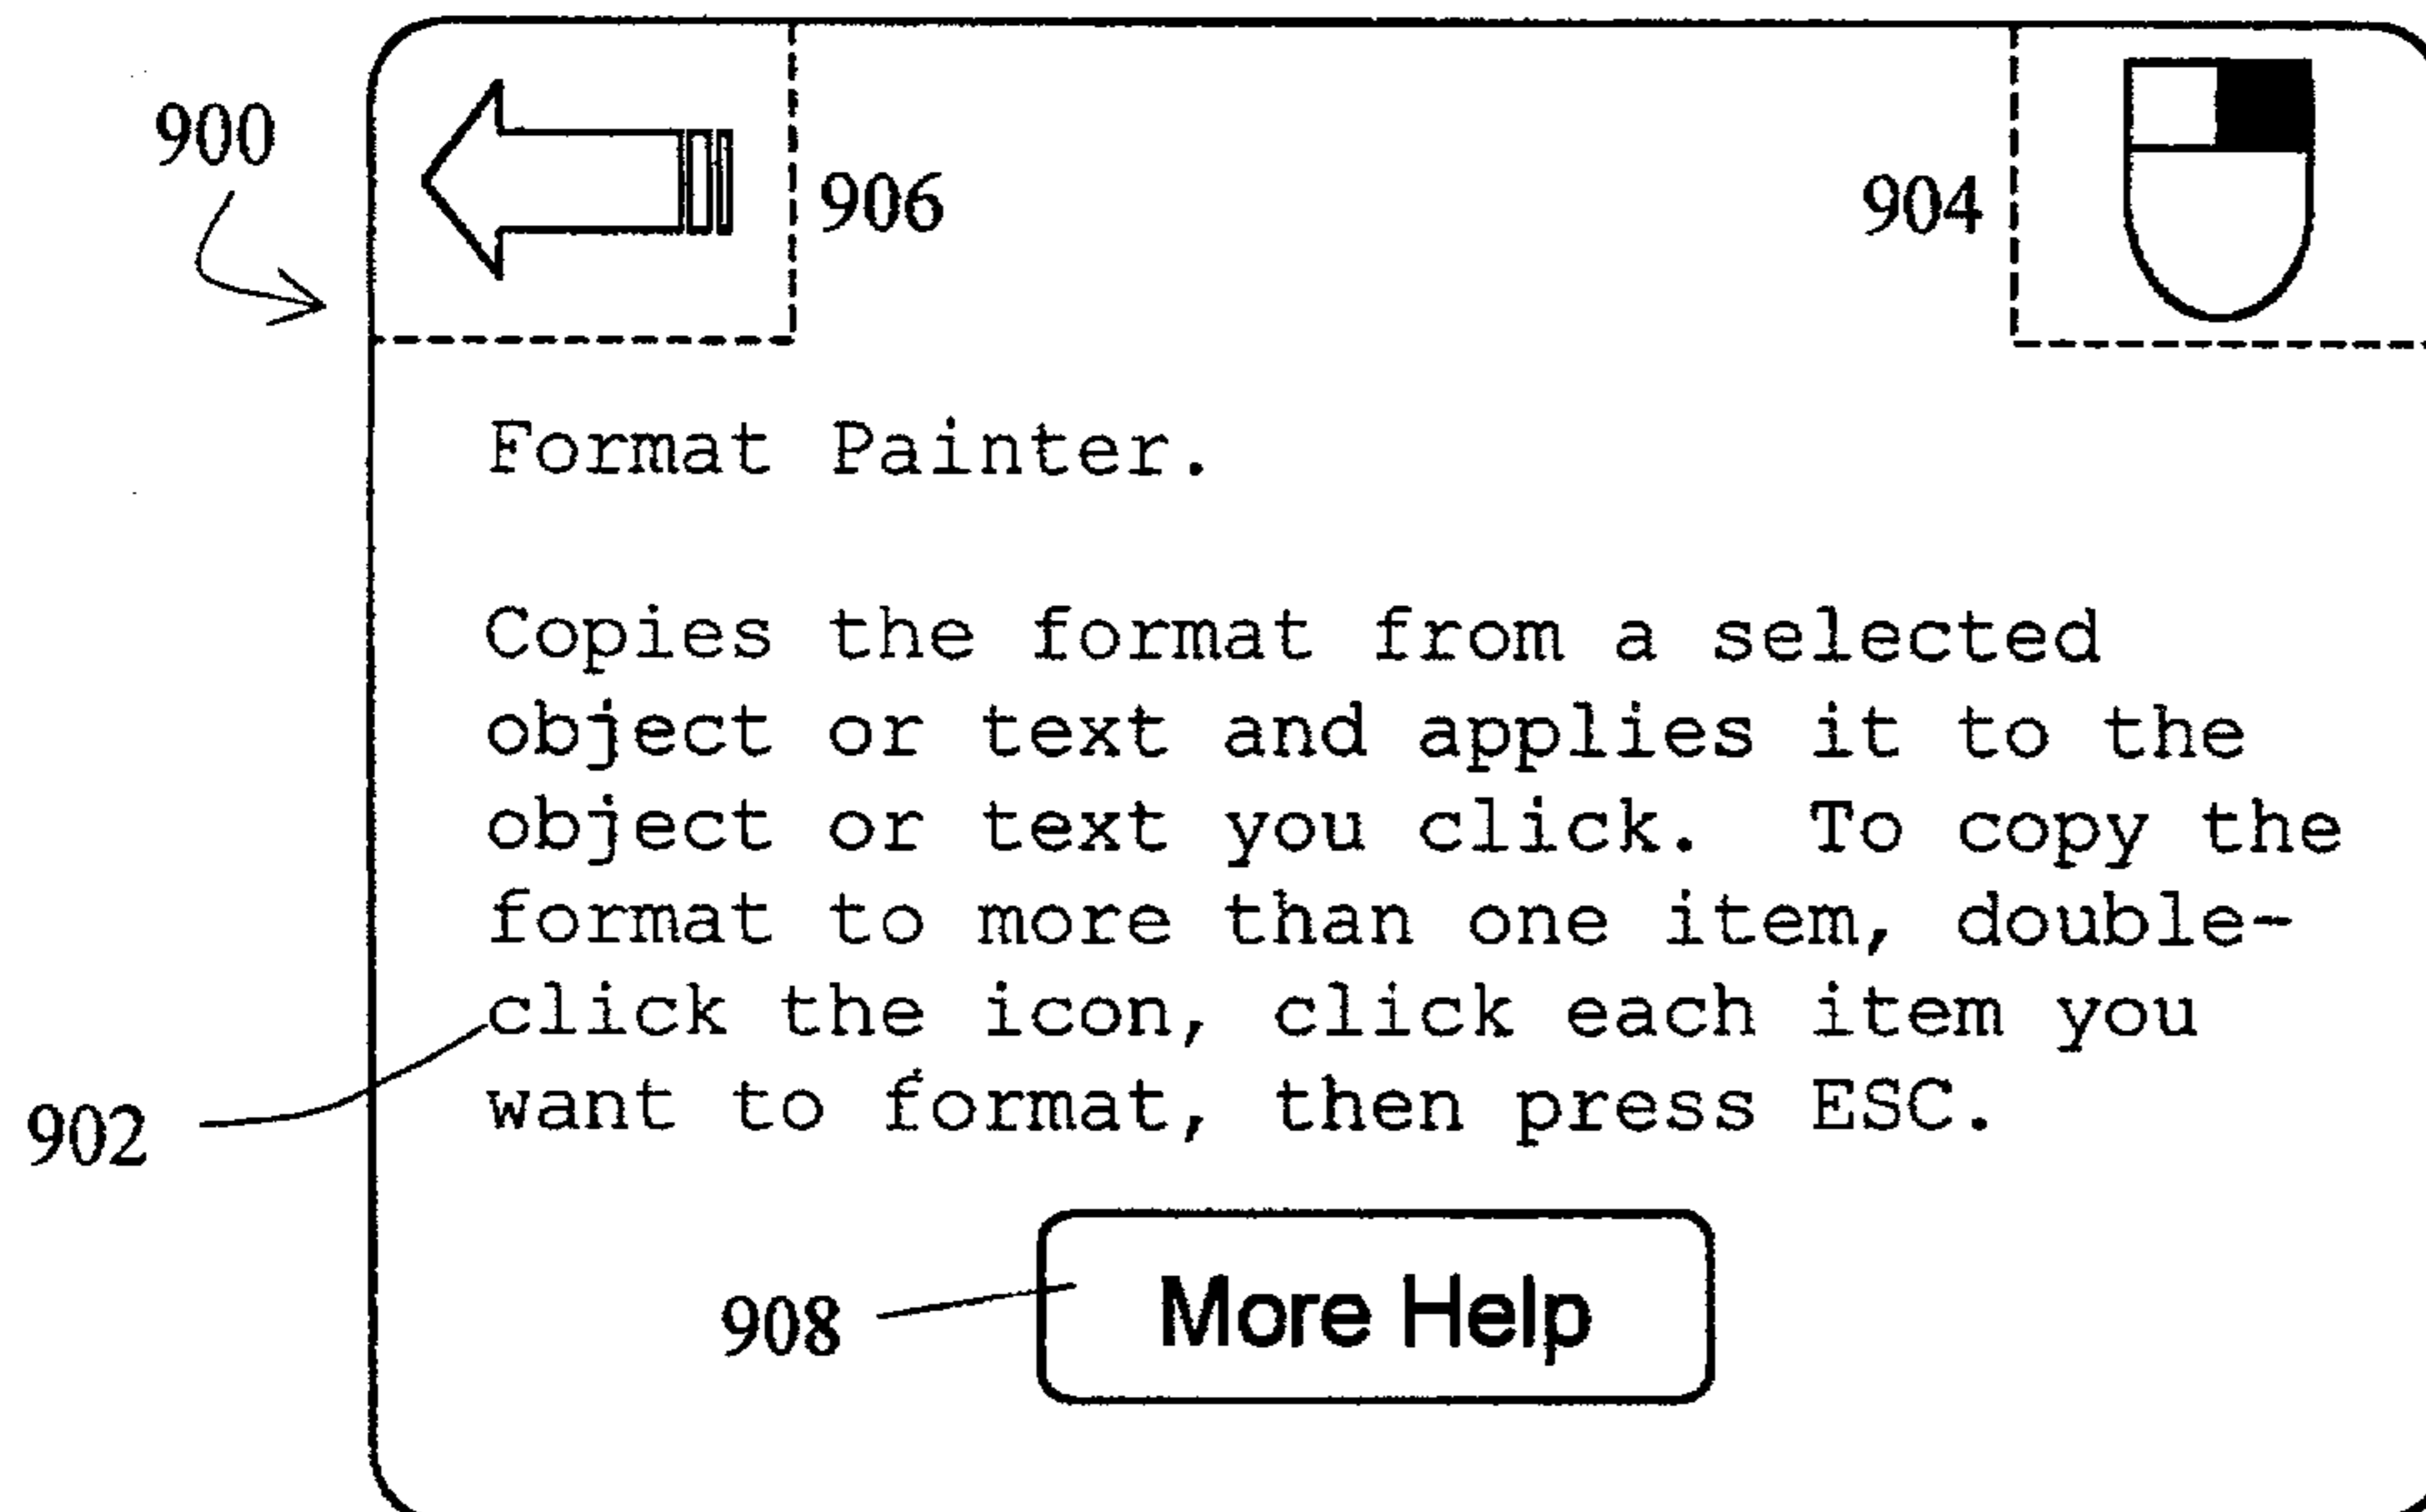 900
906
904
Format Painter.
Copies the format from a selected
object or text and applies it to the
object or text you click.  To copy the
format to more than one item, double-
click the icon, click each item you
want to format, then press ESC.
902
908
More Help